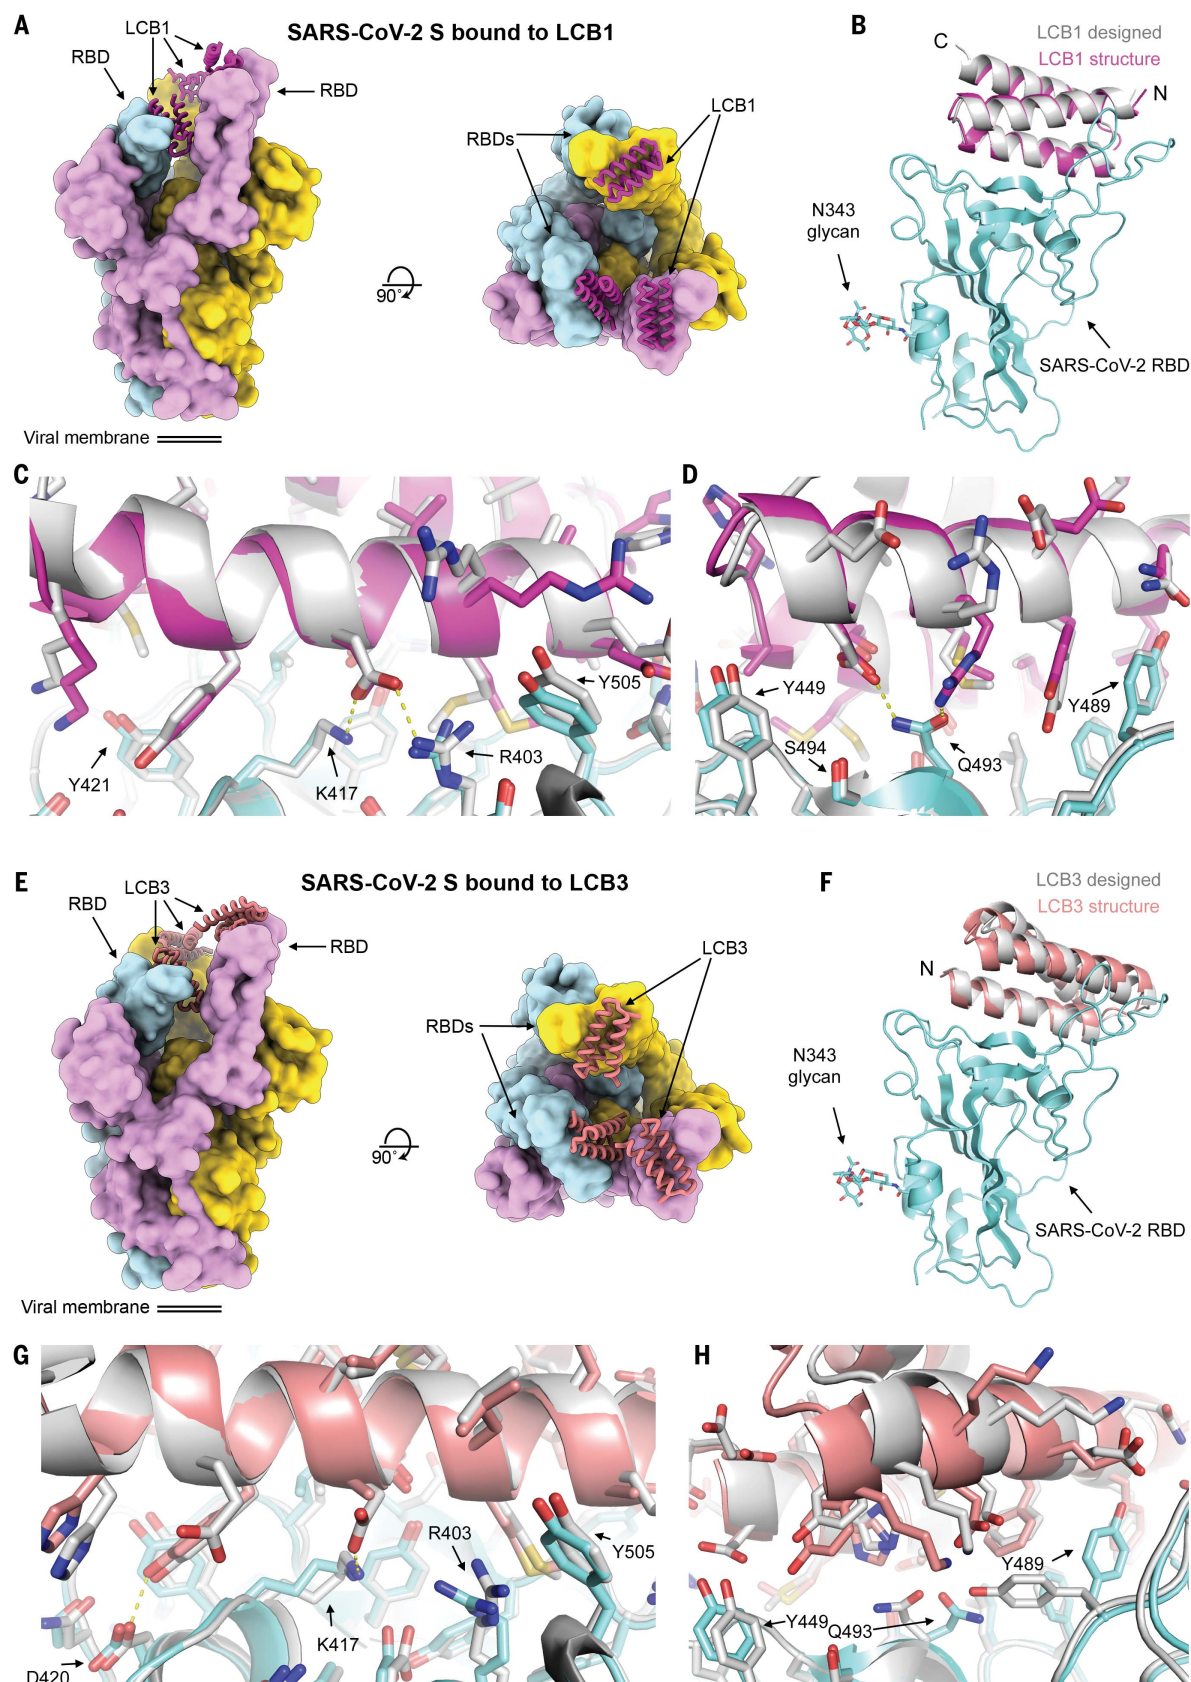 A
SARS-CoV-2 S bound to LCB1
LCB1
RBD
RBD
RBDs
LCB1
90°
Viral membrane
B
LCB1 designed
LCB1 structure
C
N
N343
glycan
SARS-CoV-2 RBD
C
Y421
K417
R403
Y505
D
Y449
S494
Q493
Y489
E
SARS-CoV-2 S bound to LCB3
LCB3
RBD
RBD
RBDs
LCB3
90°
Viral membrane
F
LCB3 designed
LCB3 structure
N
N343
glycan
SARS-CoV-2 RBD
G
D420
K417
R403
Y505
H
Y449
Q493
Y489